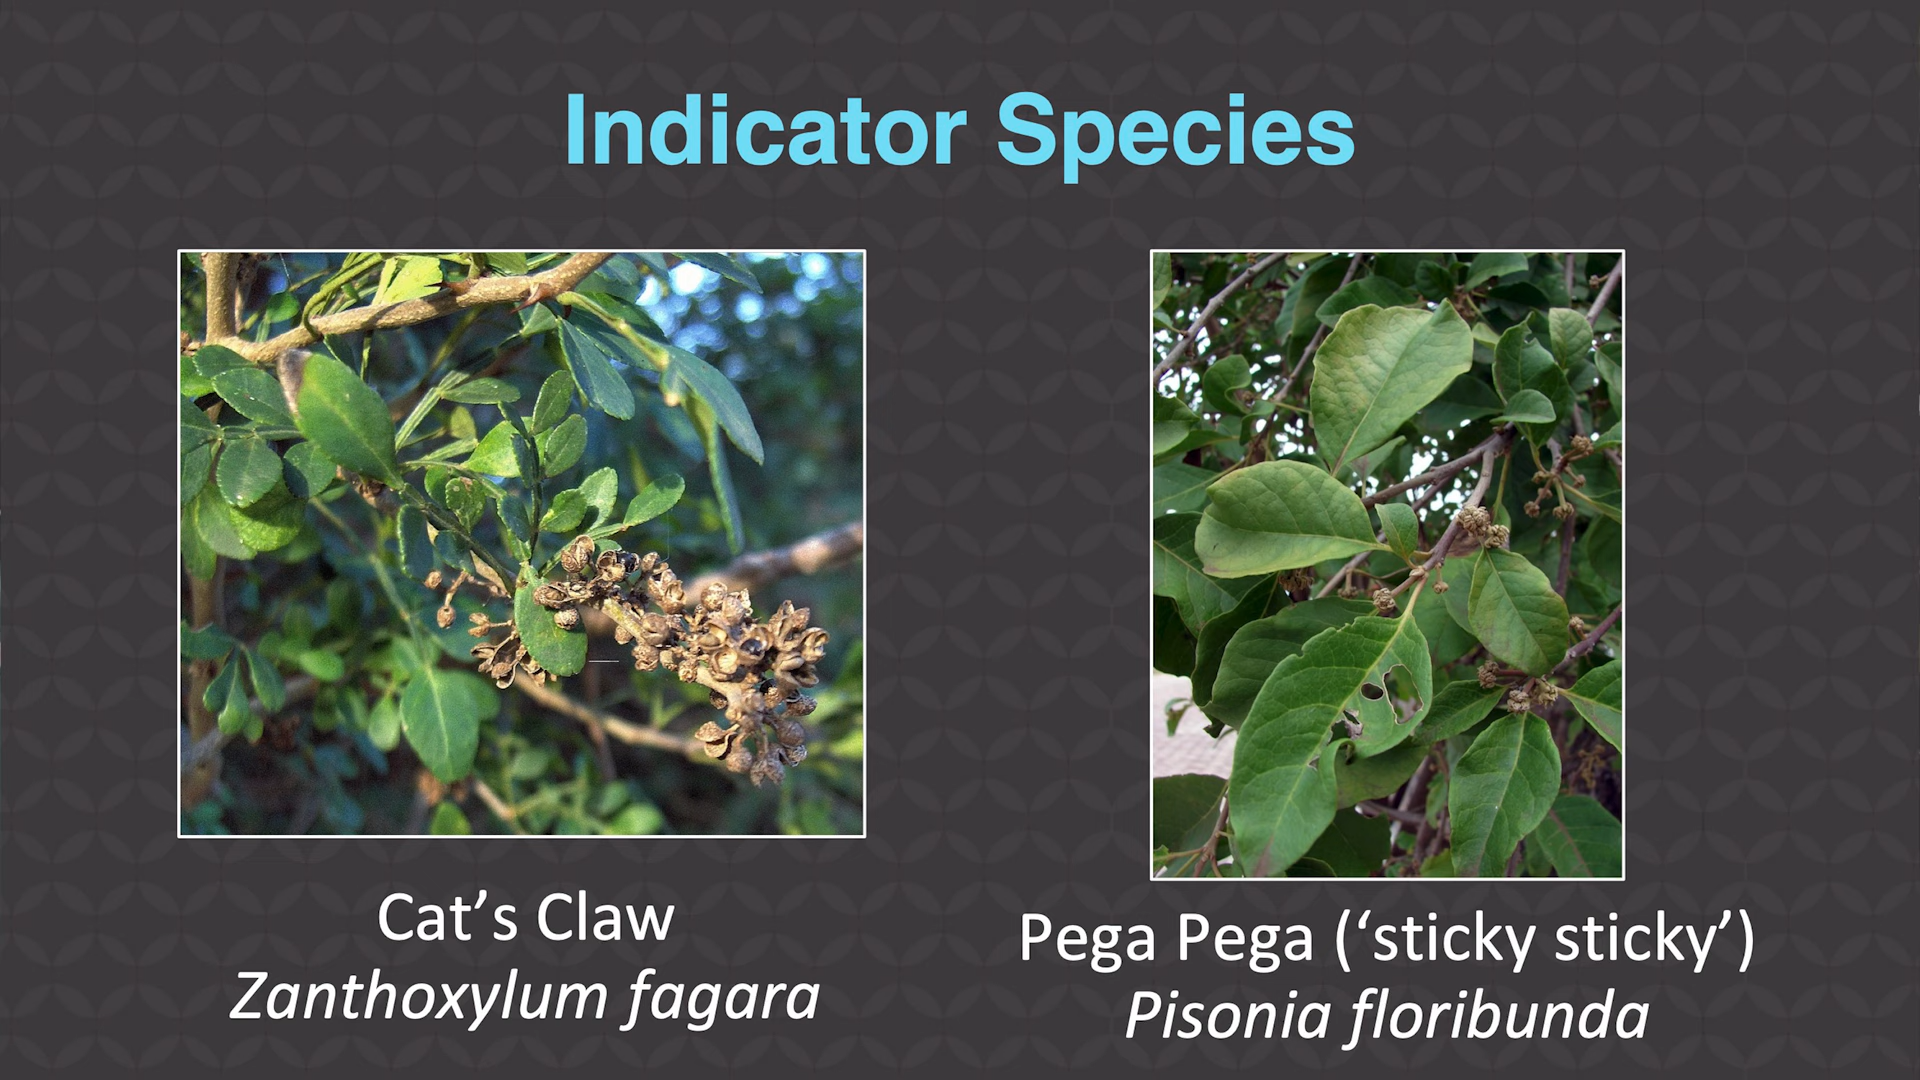 Indicator Species
Cat’s Claw
Zanthoxylum fagara
Pega Pega (‘sticky sticky’)
Pisonia floribunda